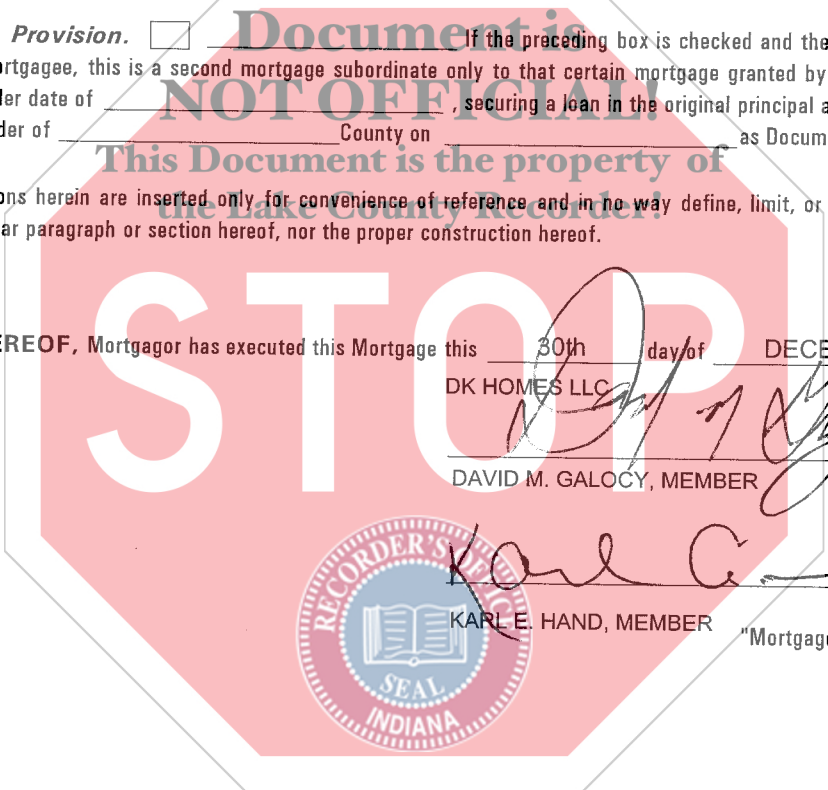 Document is
Provision. If the preceding box is checked and the
rtgagee, this is a second mortgage subordinate only to that certain mortgage granted by
NOT OFFICIAL!
er date of , securing a loan in the original principal a
der of County on as Docum
This Document is the property of
ons herein are inserted only for convenience of reference and in no way define, limit, or
the Lake County Recorder!
ar paragraph or section hereof, nor the proper construction hereof.
STOP
EREOF, Mortgagor has executed this Mortgage this 30th day of DECE
DK HOMES LLC
DAVID M. GALOCY, MEMBER
Karl
KARL E. HAND, MEMBER
"Mortgag
RECORDER'S OFFICE
SEAL
INDIANA